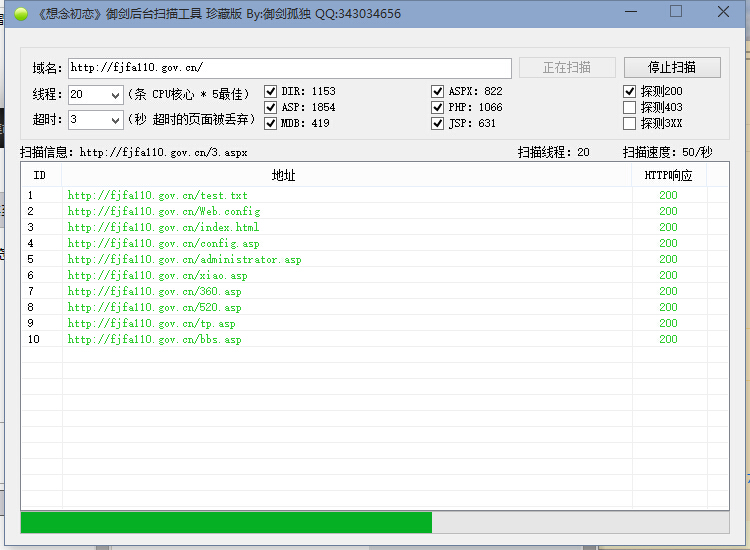 《想念初恋》御剑后台扫描工具 珍藏版 By:御剑孤独 QQ:343034656
域名: http://fjfa110.gov.cn/ 正在扫描 停止扫描
线程: 20 (条 CPU核心 * 5最佳) DIR: 1153 ASPX: 822 探测200
ASP: 1854 PHP: 1066 探测403
超时: 3 (秒 超时的页面被丢弃) MDB: 419 JSP: 631 探测3XX
扫描信息: http://fjfa110.gov.cn/3.aspx 扫描线程: 20 扫描速度: 50/秒
ID 地址 HTTP响应
1 http://fjfa110.gov.cn/test.txt 200
2 http://fjfa110.gov.cn/Web.config 200
3 http://fjfa110.gov.cn/index.html 200
4 http://fjfa110.gov.cn/config.asp 200
5 http://fjfa110.gov.cn/administrator.asp 200
6 http://fjfa110.gov.cn/xiao.asp 200
7 http://fjfa110.gov.cn/360.asp 200
8 http://fjfa110.gov.cn/520.asp 200
9 http://fjfa110.gov.cn/tp.asp 200
10 http://fjfa110.gov.cn/bbs.asp 200